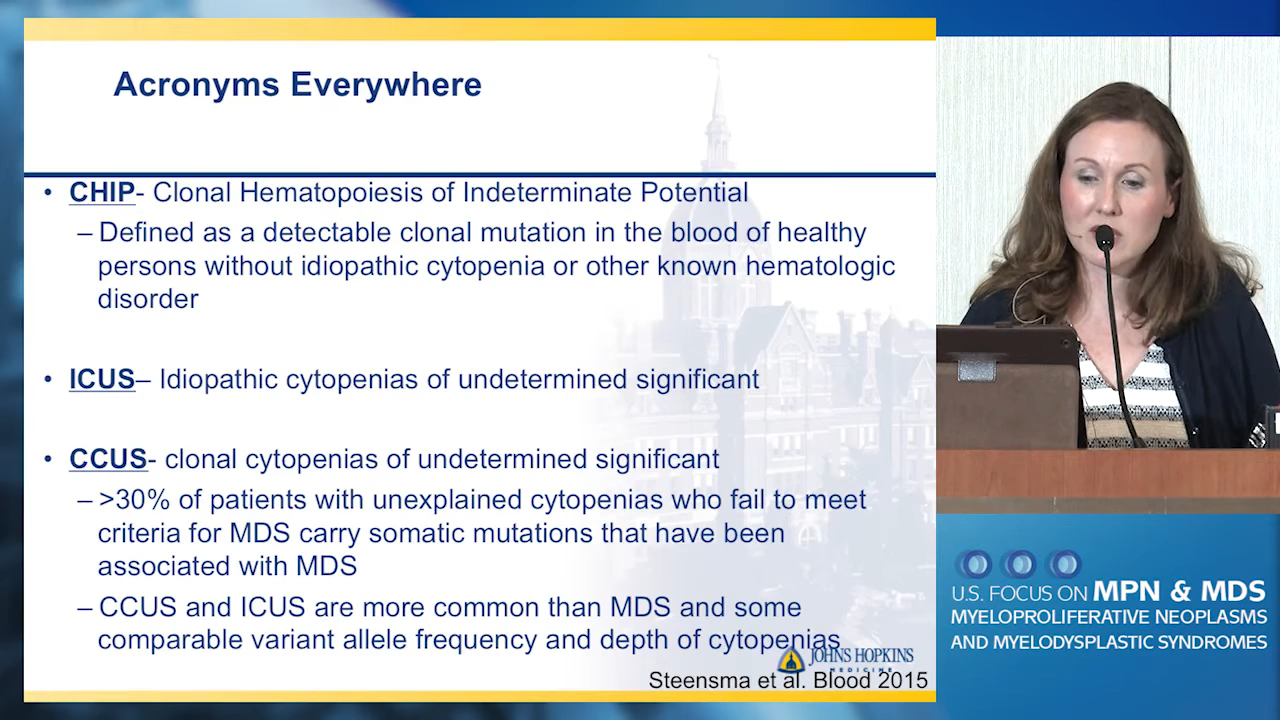 Acronyms Everywhere
• CHIP- Clonal Hematopoiesis of Indeterminate Potential
– Defined as a detectable clonal mutation in the blood of healthy
persons without idiopathic cytopenia or other known hematologic
disorder
• ICUS– Idiopathic cytopenias of undetermined significant
• CCUS- clonal cytopenias of undetermined significant
– >30% of patients with unexplained cytopenias who fail to meet
criteria for MDS carry somatic mutations that have been
associated with MDS
– CCUS and ICUS are more common than MDS and some
comparable variant allele frequency and depth of cytopenias
JOHNS HOPKINS
MEDICINE
Steensma et al. Blood 2015
U.S. FOCUS ON MPN & MDS
MYELOPROLIFERATIVE NEOPLASMS
AND MYELODYSPLASTIC SYNDROMES